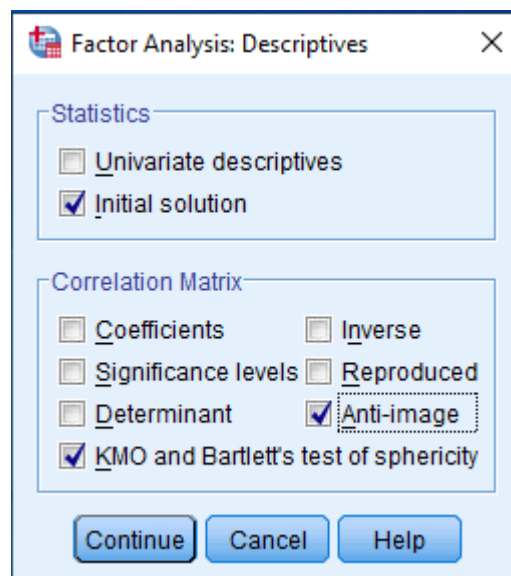 Factor Analysis: Descriptives
Statistics
Univariate descriptives
Initial solution
Correlation Matrix
Coefficients Inverse
Significance levels Reproduced
Determinant Anti-image
KMO and Bartlett's test of sphericity
Continue Cancel Help